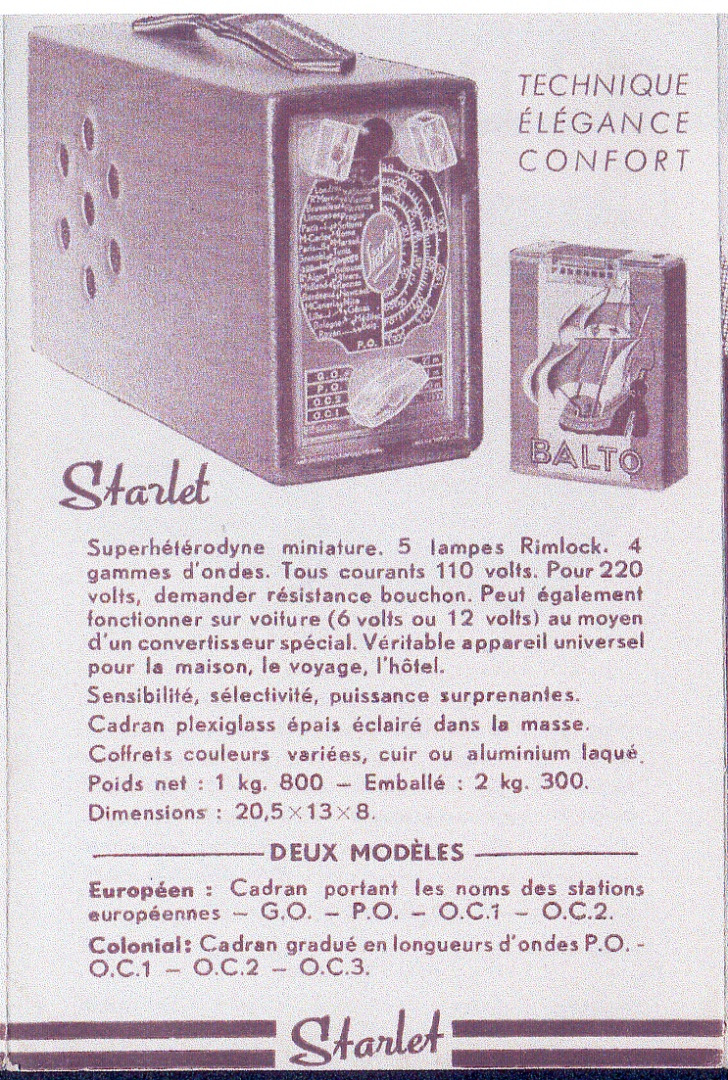 TECHNIQUE
ÉLÉGANCE
CONFORT
Starlet
P.O.
G.O.
P.O.
O.C.2
O.C.1
BALTO
Starlet
Superhétérodyne miniature. 5 lampes Rimlock. 4
gammes d'ondes. Tous courants 110 volts. Pour 220
volts, demander résistance bouchon. Peut également
fonctionner sur voiture (6 volts ou 12 volts) au moyen
d'un convertisseur spécial. Véritable appareil universel
pour la maison, le voyage, l'hôtel.
Sensibilité, sélectivité, puissance surprenantes.
Cadran plexiglass épais éclairé dans la masse.
Coffrets couleurs variées, cuir ou aluminium laqué.
Poids net : 1 kg. 800 — Emballé : 2 kg. 300.
Dimensions : 20,5×13×8.
DEUX MODÈLES
Européen : Cadran portant les noms des stations
européennes — G.O. — P.O. — O.C.1 — O.C.2.
Colonial: Cadran gradué en longueurs d'ondes P.O. -
O.C.1 — O.C.2 — O.C.3.
Starlet